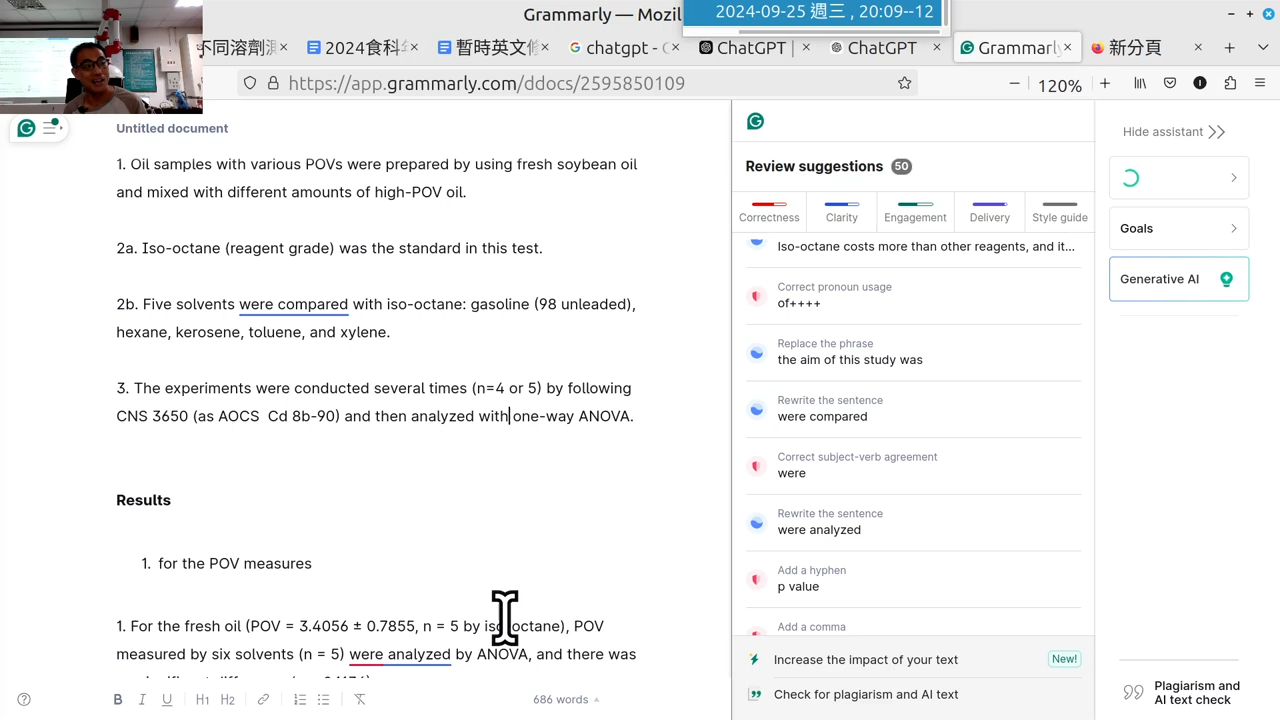 Grammarly — Mozil
2024-09-25 週三 , 20:09--12
不同溶劑測
2024食科
暫時英文修
chatgpt - G
ChatGPT
ChatGPT
Grammarly
新分頁
https://app.grammarly.com/ddocs/2595850109
120%
Untitled document
1. Oil samples with various POVs were prepared by using fresh soybean oil
and mixed with different amounts of high-POV oil.
2a. Iso-octane (reagent grade) was the standard in this test.
2b. Five solvents were compared with iso-octane: gasoline (98 unleaded),
hexane, kerosene, toluene, and xylene.
3. The experiments were conducted several times (n=4 or 5) by following
CNS 3650 (as AOCS  Cd 8b-90) and then analyzed with one-way ANOVA.
Results
1. for the POV measures
1. For the fresh oil (POV = 3.4056 ± 0.7855, n = 5 by iso-octane), POV
measured by six solvents (n = 5) were analyzed by ANOVA, and there was
B I U H1 H2
686 words
Review suggestions 50
Correctness
Clarity
Engagement
Delivery
Style guide
Iso-octane costs more than other reagents, and it...
Correct pronoun usage
of++++
Replace the phrase
the aim of this study was
Rewrite the sentence
were compared
Correct subject-verb agreement
were
Rewrite the sentence
were analyzed
Add a hyphen
p value
Add a comma
Increase the impact of your text New!
Check for plagiarism and AI text
Hide assistant
Goals
Generative AI
Plagiarism and
AI text check